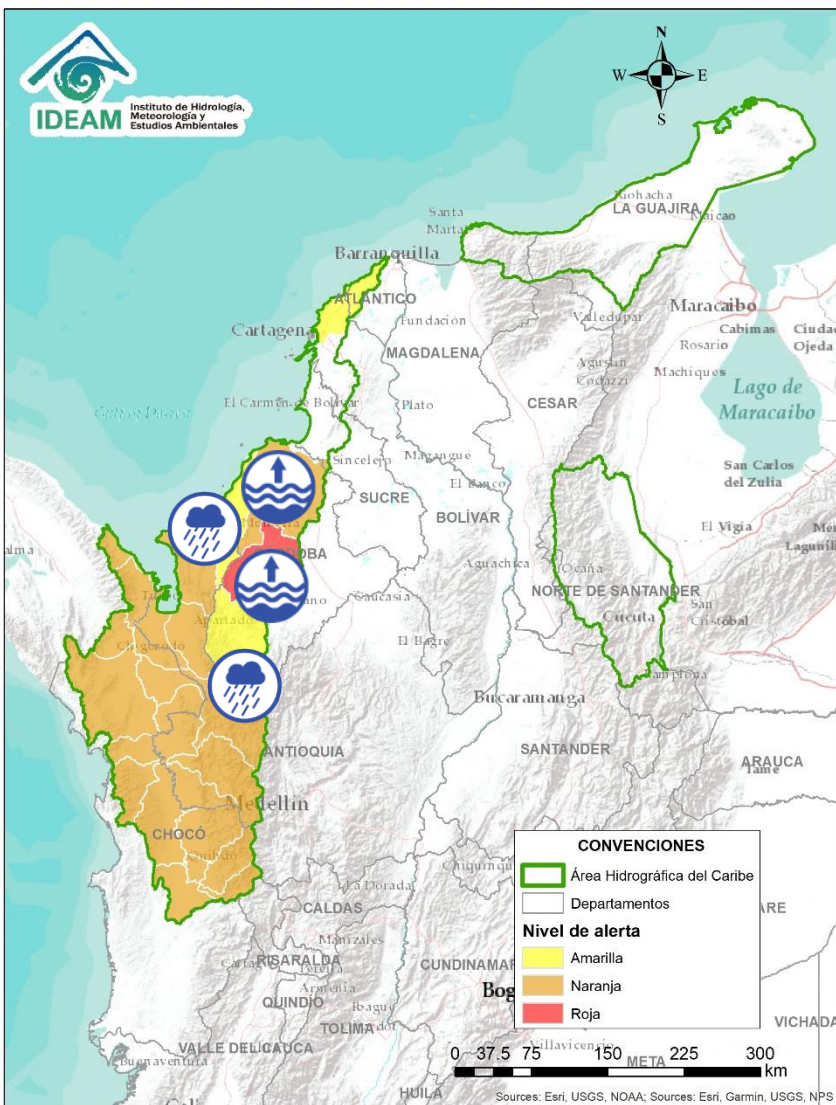 IDEAM
Instituto de Hidrología,
Meteorología y
Estudios Ambientales
N
W
E
S
Riohacha
LA GUAJIRA
Maicao
Santa
Marta
Barranquilla
ATLÁNTICO
Maracaibo
Cartagena
Fundación
Valledupar
Cabimas
Ciudad
Ojeda
Rosario
MAGDALENA
Machiques
Agustín
Codazzi
Lago de
Maracaibo
El Carmen de Bolívar
Plato
CESAR
Sincelejo
Magangue
San Carlos
del Zulia
El Banco
SUCRE
BOLÍVAR
El Vigía
Aguachica
Ocaña
NORTE DE SANTANDER
Caucasia
Cucuta
San
Cristóbal
Apartado
El Bagre
Chigorodo
Pamplona
Bucaramanga
ANTIOQUIA
SANTANDER
ARAUCA
Tame
Medellín
CHOCÓ
Quibdó
La Dorada
CALDAS
Manizales
RISARALDA
Pereira
Armenia
QUINDÍO
Ibague
TOLIMA
VALLE DEL CAUCA
Buenaventura
HUILA
Villavicencio
META
VICHADA
CONVENCIONES
Área Hidrográfica del Caribe
Departamentos
Nivel de alerta
Amarilla
Naranja
Roja
0 37.5 75 150 225 300
km
Sources: Esri, USGS, NOAA; Sources: Esri, Garmin, USGS, NPS